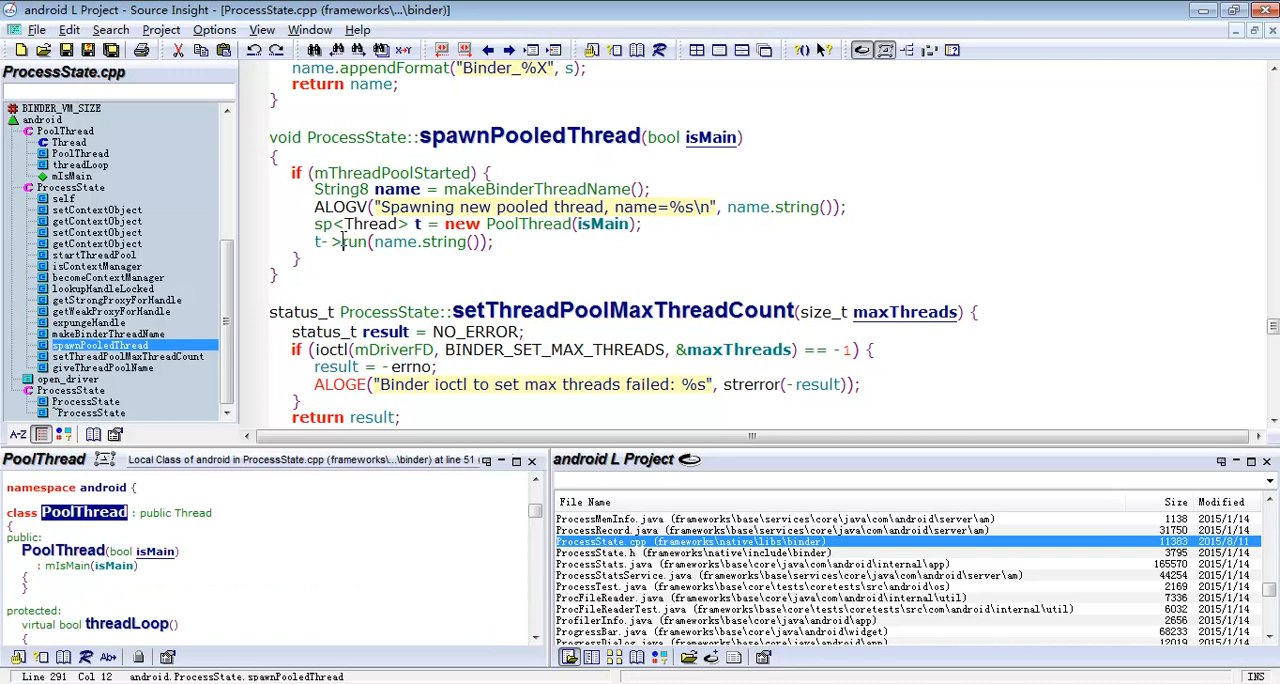 android L Project - Source Insight - [ProcessState.cpp (frameworks\...\binder)]
File Edit Search Project Options View Window Help
ProcessState.cpp
BINDER_VM_SIZE
android
PoolThread
Thread
PoolThread
threadLoop
mIsMain
ProcessState
self
setContextObject
getContextObject
getContextObject
startThreadPool
isContextManager
becomeContextManager
lookupHandleLocked
getStrongProxyForHandle
getWeakProxyForHandle
expungeHandle
makeBinderThreadName
spawnPooledThread
setThreadPoolMaxThreadCount
giveThreadPoolName
open_driver
ProcessState
ProcessState
~ProcessState
name.appendFormat("Binder_%X", s);
return name;
}
void ProcessState::spawnPooledThread(bool isMain)
{
if (mThreadPoolStarted) {
String8 name = makeBinderThreadName();
ALOGV("Spawning new pooled thread, name=%s\n", name.string());
sp<Thread> t = new PoolThread(isMain);
t->run(name.string());
}
}
status_t ProcessState::setThreadPoolMaxThreadCount(size_t maxThreads) {
status_t result = NO_ERROR;
if (ioctl(mDriverFD, BINDER_SET_MAX_THREADS, &maxThreads) == -1) {
result = -errno;
ALOGE("Binder ioctl to set max threads failed: %s", strerror(-result));
}
return result;
A-Z
PoolThread Local Class of android in ProcessState.cpp (frameworks\...\binder) at line 51 (
namespace android {
class PoolThread : public Thread
{
public:
PoolThread(bool isMain)
: mIsMain(isMain)
{
}
protected:
virtual bool threadLoop()
{
android L Project
File Name Size Modified
ProcessMemInfo.java (frameworks\base\services\core\java\com\android\server\am) 1138 2015/1/14
ProcessRecord.java (frameworks\base\services\core\java\com\android\server\am) 31750 2015/1/14
ProcessState.cpp (frameworks\native\libs\binder) 11383 2015/8/11
ProcessState.h (frameworks\native\include\binder) 3795 2015/1/14
ProcessStats.java (frameworks\base\core\java\com\android\internal\app) 165570 2015/1/14
ProcessStatsService.java (frameworks\base\services\core\java\com\android\server\am) 44254 2015/1/14
ProcessTest.java (frameworks\base\core\tests\coretests\src\android\os) 2169 2015/1/14
ProcFileReader.java (frameworks\base\core\java\com\android\internal\util) 7336 2015/1/14
ProcFileReaderTest.java (frameworks\base\core\tests\coretests\src\com\android\internal\util) 6032 2015/1/14
ProfilerInfo.java (frameworks\base\core\java\android\app) 2656 2015/1/14
ProgressBar.java (frameworks\base\core\java\android\widget) 68233 2015/1/14
ProgressDialog.java (frameworks\base\core\java\android\app) 12019 2015/1/14
Line 291 Col 12 android.ProcessState.spawnPooledThread INS